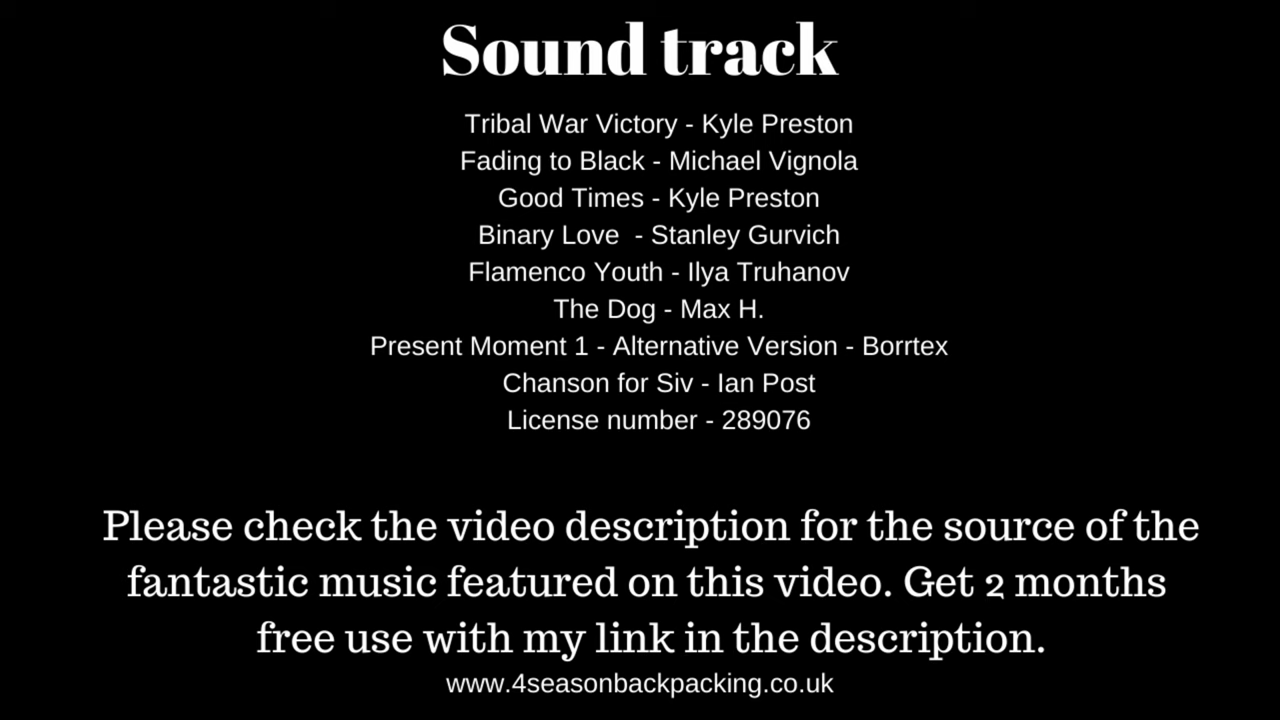 Sound track
Tribal War Victory - Kyle Preston
Fading to Black - Michael Vignola
Good Times - Kyle Preston
Binary Love  - Stanley Gurvich
Flamenco Youth - Ilya Truhanov
The Dog - Max H.
Present Moment 1 - Alternative Version - Borrtex
Chanson for Siv - Ian Post
License number - 289076
Please check the video description for the source of the
fantastic music featured on this video. Get 2 months
free use with my link in the description.
www.4seasonbackpacking.co.uk